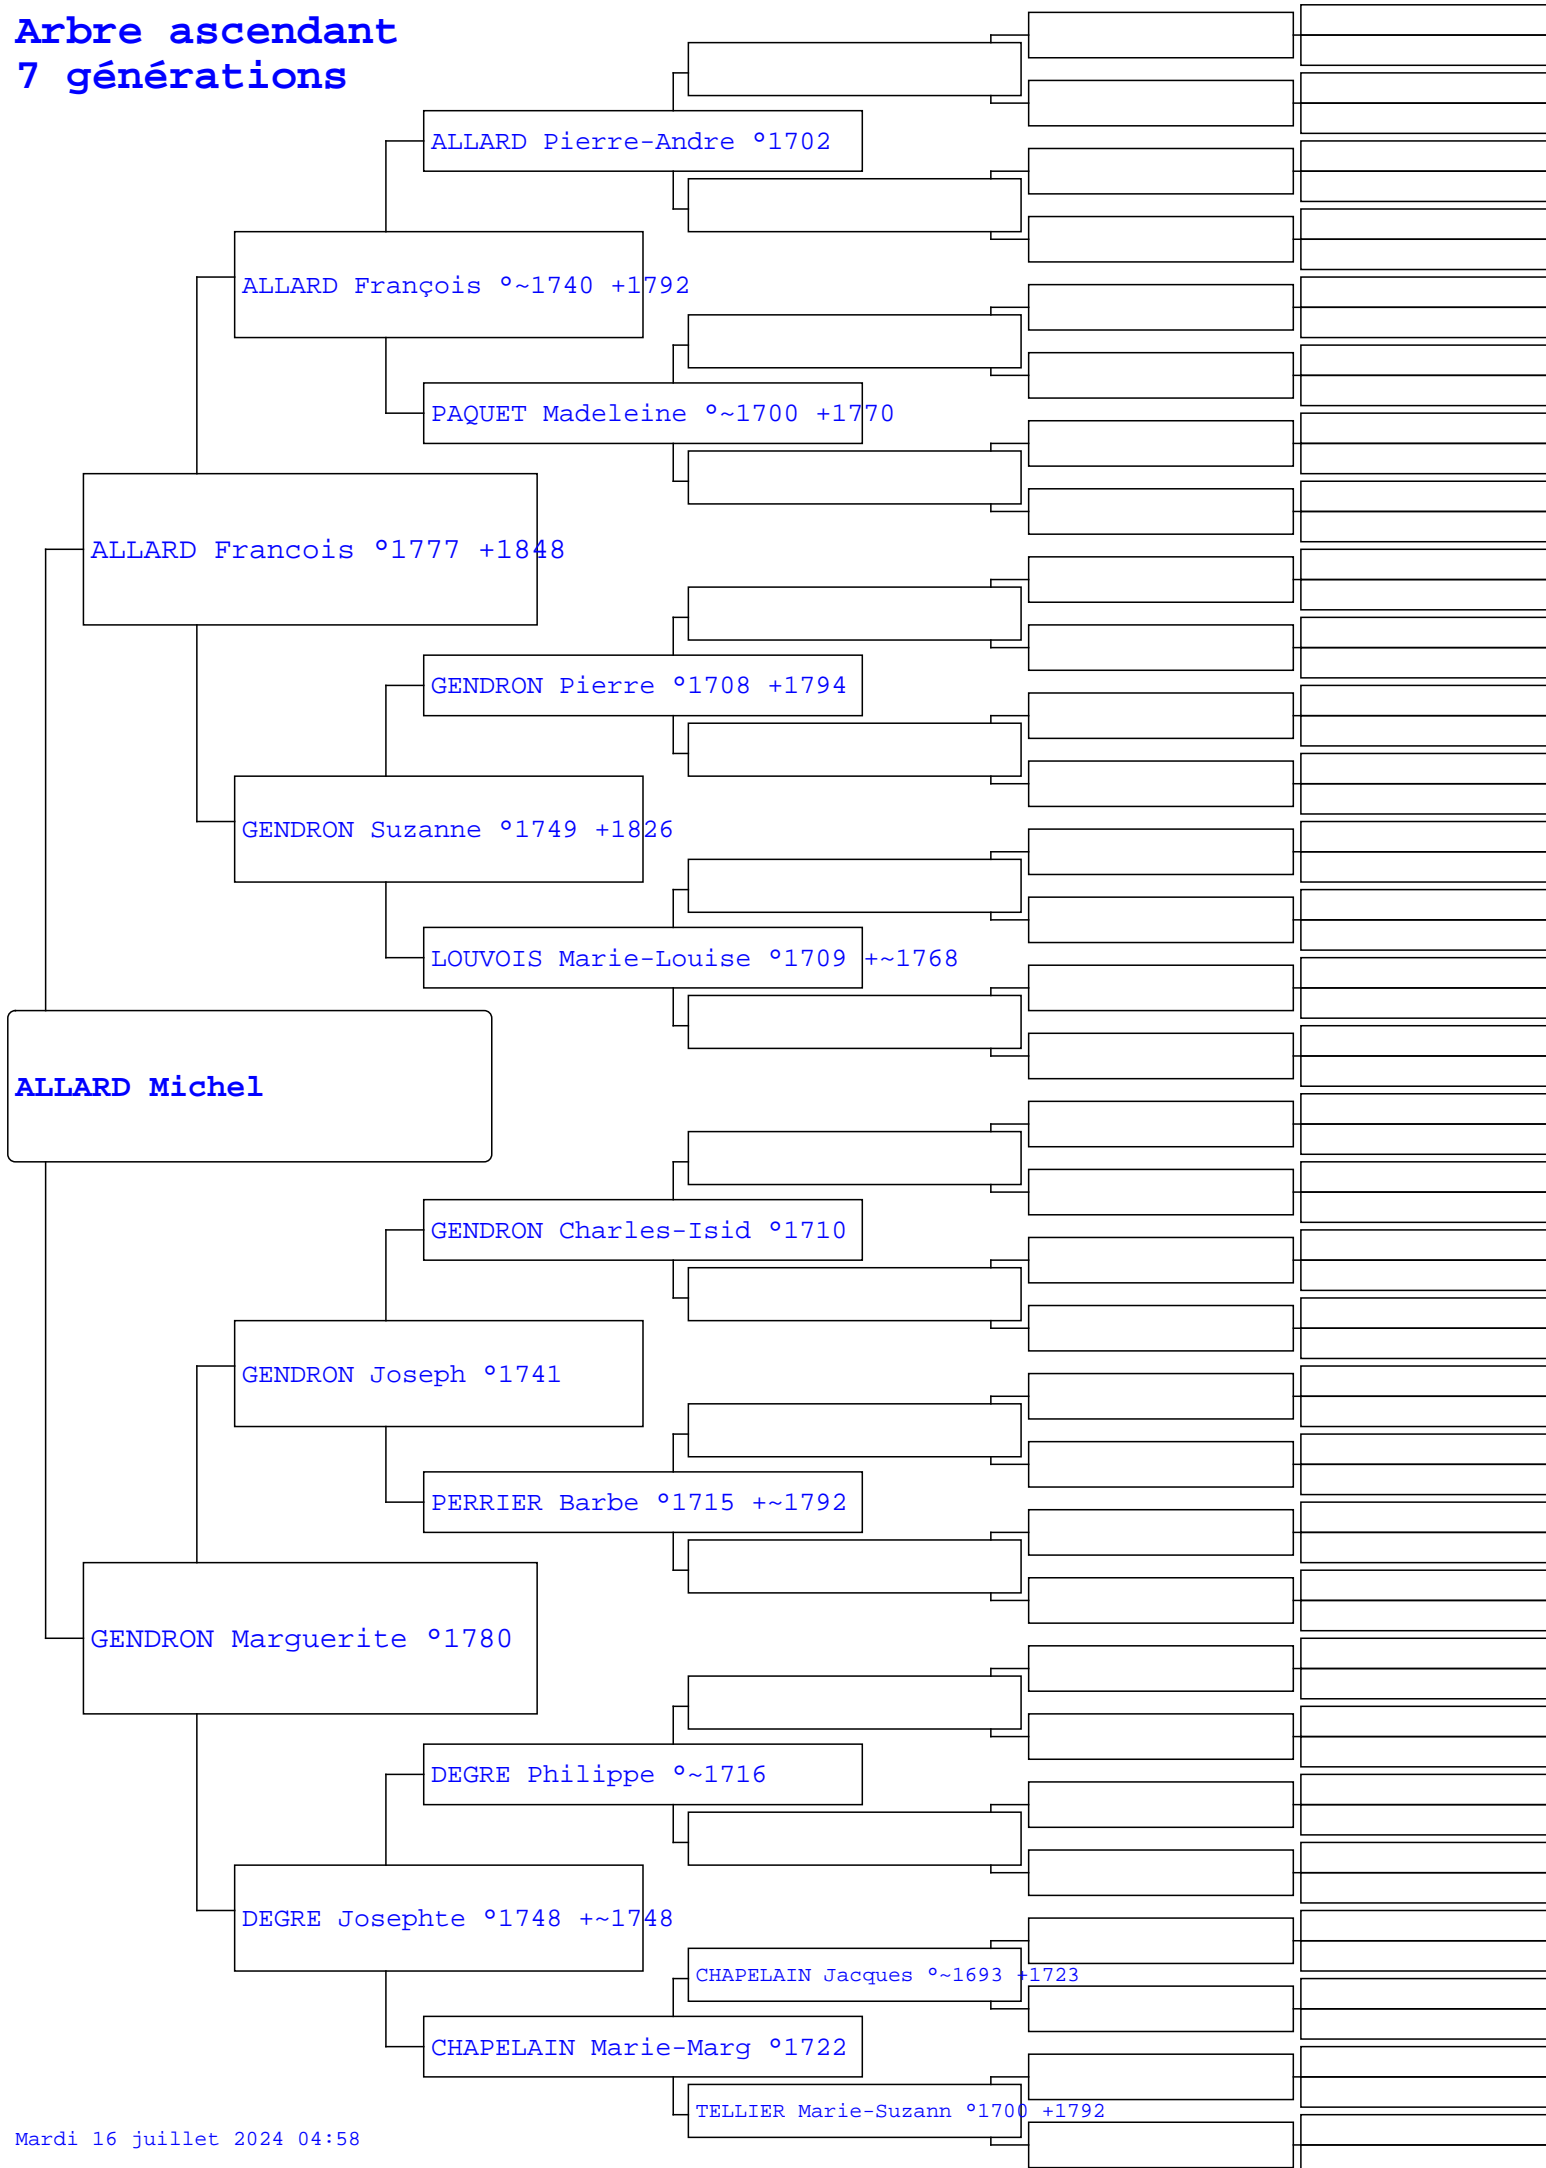 Arbre ascendant
7 générations
ALLARD Pierre-Andre °1702
ALLARD François °~1740 +1792
PAQUET Madeleine °~1700 +1770
ALLARD Francois °1777 +1848
GENDRON Pierre °1708 +1794
GENDRON Suzanne °1749 +1826
LOUVOIS Marie-Louise °1709 +~1768
ALLARD Michel
GENDRON Charles-Isid °1710
GENDRON Joseph °1741
PERRIER Barbe °1715 +~1792
GENDRON Marguerite °1780
DEGRE Philippe °~1716
DEGRE Josephte °1748 +~1748
CHAPELAIN Jacques °~1693 +1723
CHAPELAIN Marie-Marg °1722
TELLIER Marie-Suzann °1700 +1792
Mardi 16 juillet 2024 04:58